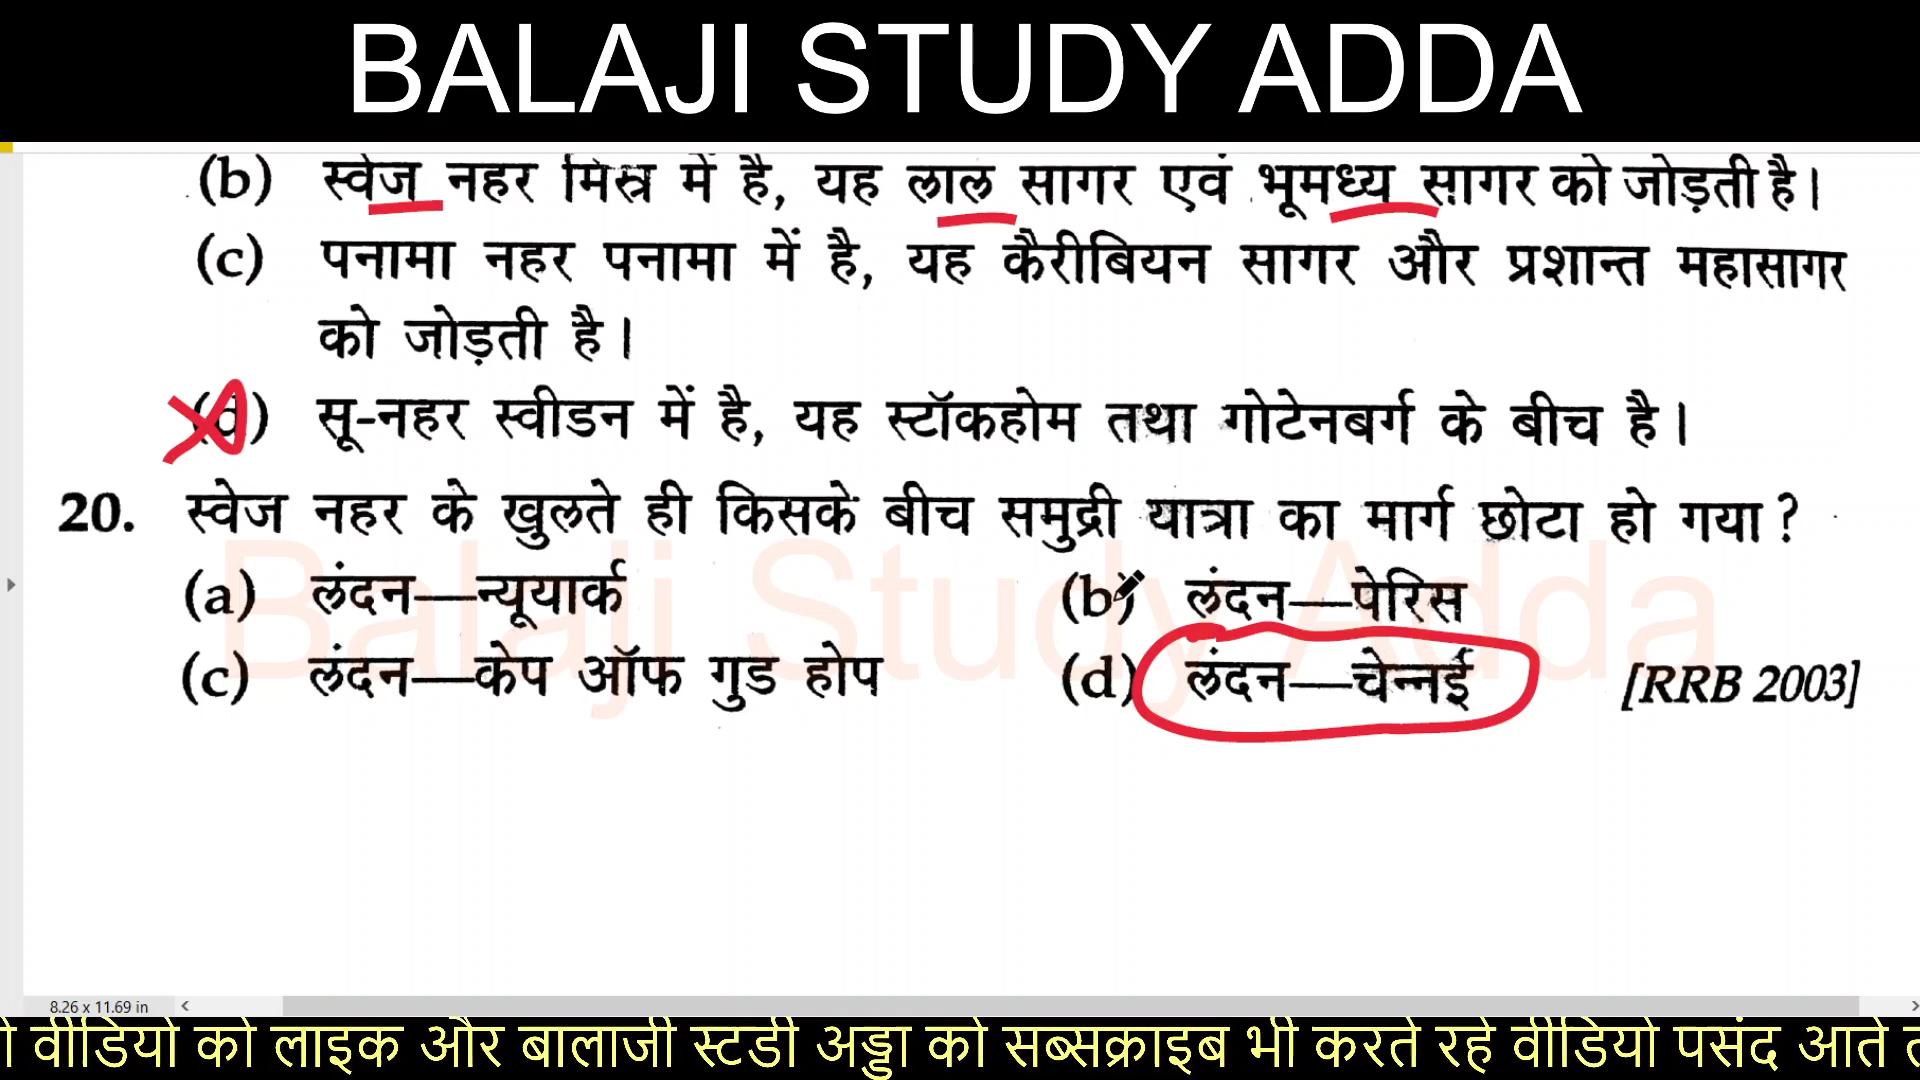 BALAJI STUDY ADDA
(b) स्वेज नहर मिस्र में है, यह लाल सागर एवं भूमध्य सागर को जोड़ती है।
(c) पनामा नहर पनामा में है, यह कैरीबियन सागर और प्रशान्त महासागर
को जोड़ती है।
(d) सू-नहर स्वीडन में है, यह स्टॉकहोम तथा गोटेनबर्ग के बीच है।
20. स्वेज नहर के खुलते ही किसके बीच समुद्री यात्रा का मार्ग छोटा हो गया?
(a) लंदन—न्यूयार्क (b) लंदन—पेरिस
(c) लंदन—केप ऑफ गुड होप (d) लंदन—चेन्नई [RRB 2003]
Balaji Study Adda
8.26 x 11.69 in
वीडियो को लाइक और बालाजी स्टडी अड्डा को सब्सक्राइब भी करते रहे वीडियो पसंद आते